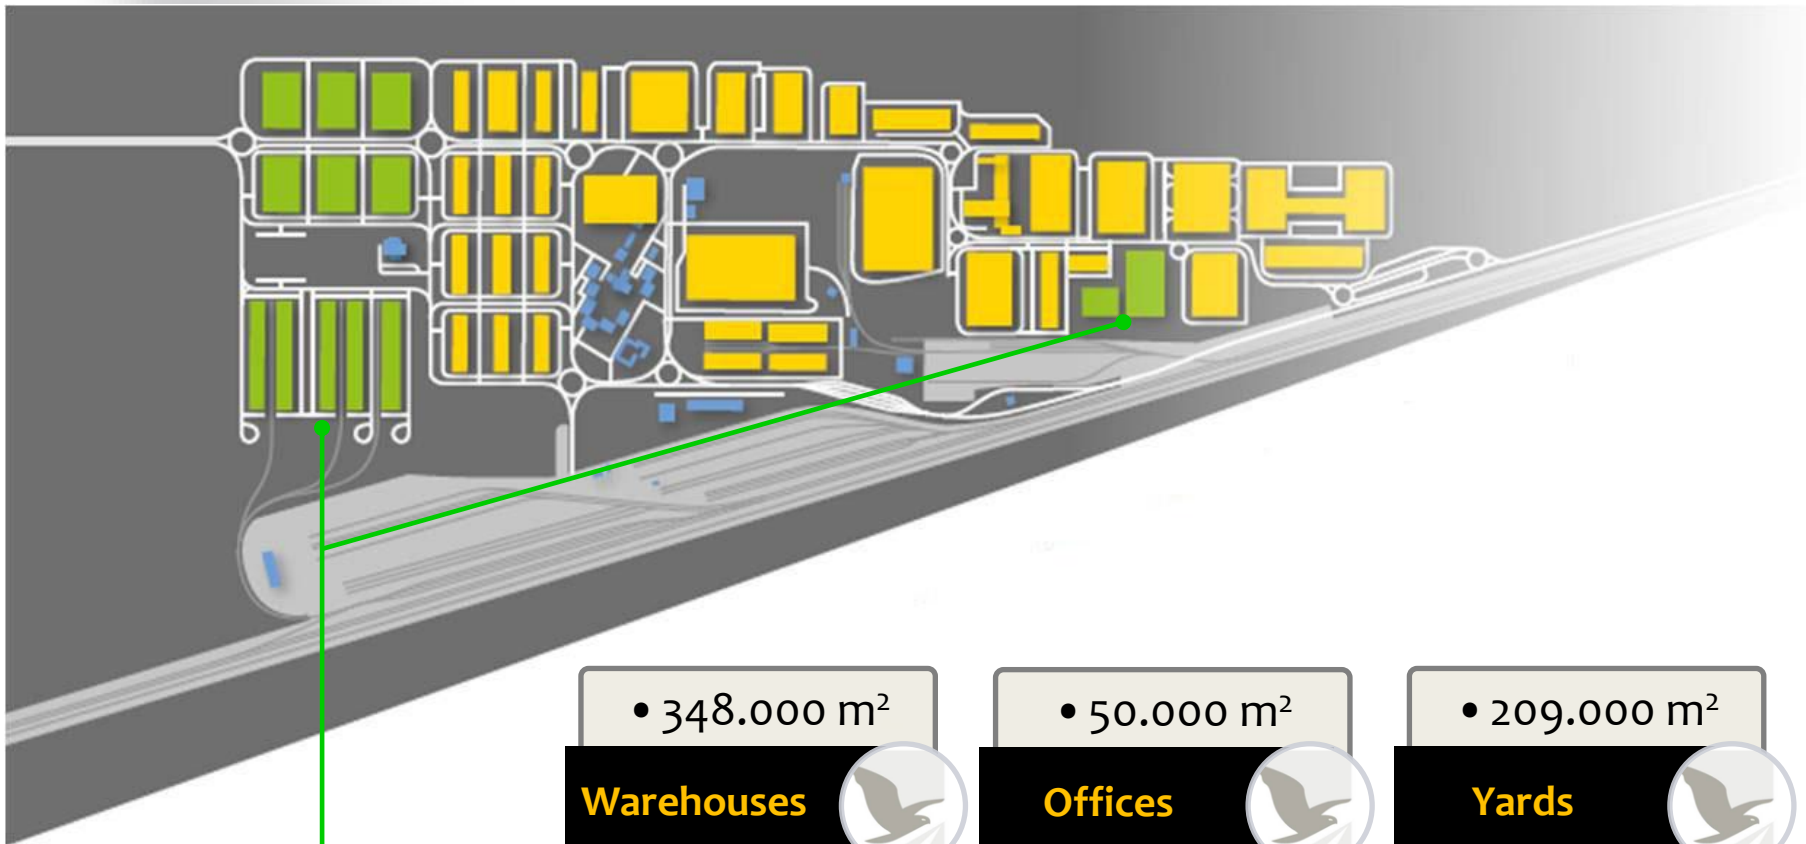 • 348.000 m²
Warehouses
• 50.000 m²
Offices
• 209.000 m²
Yards